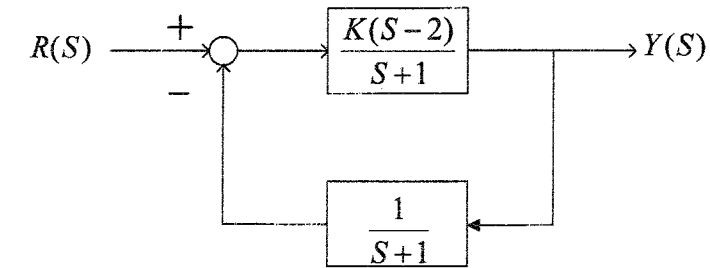 R(S)
+
−
K(S−2)
S+1
Y(S)
1
S+1